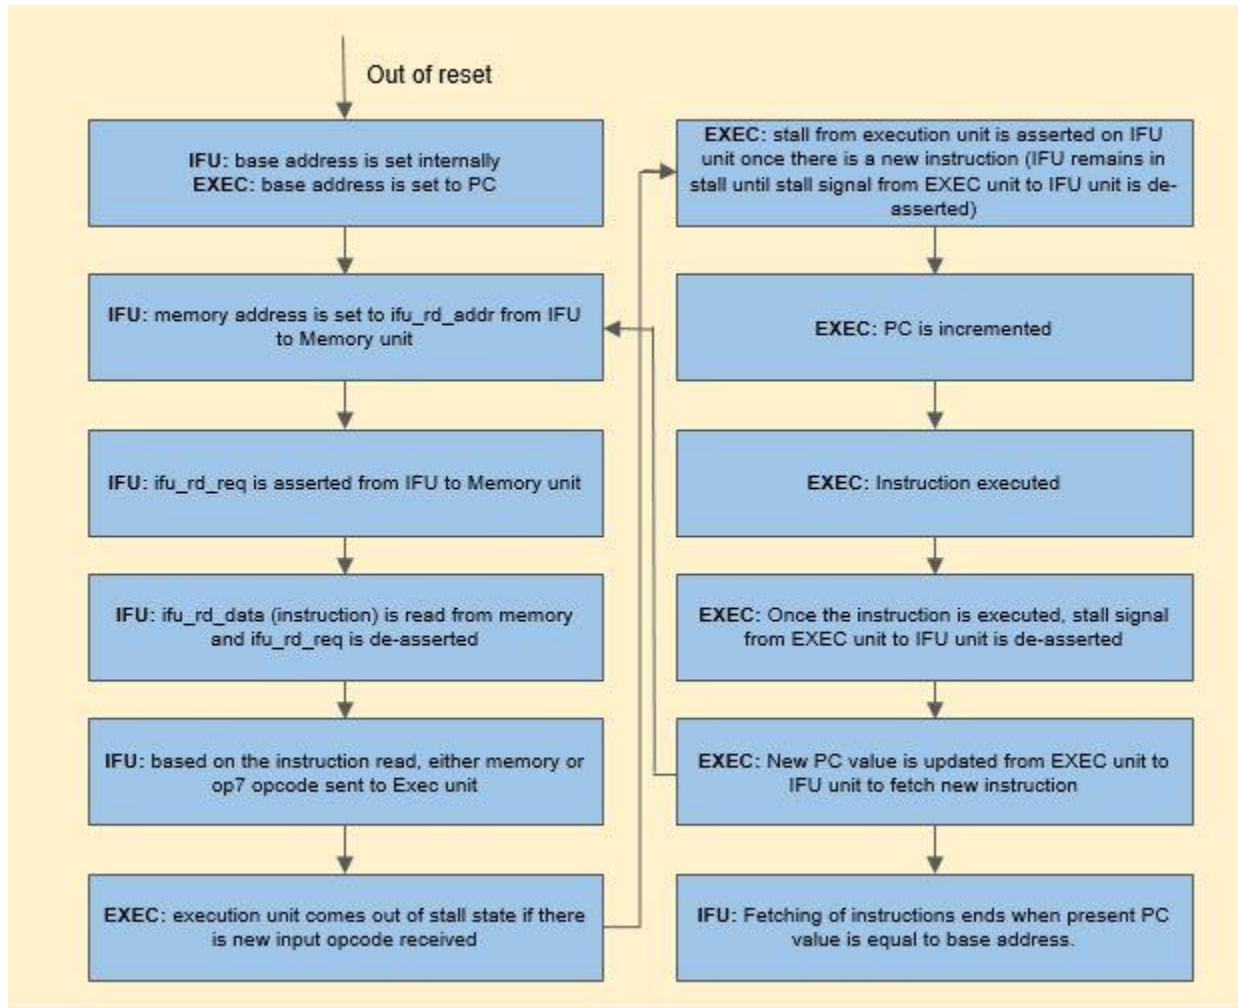 Out of reset
IFU: base address is set internally
EXEC: base address is set to PC
IFU: memory address is set to ifu_rd_addr from IFU
to Memory unit
IFU: ifu_rd_req is asserted from IFU to Memory unit
IFU: ifu_rd_data (instruction) is read from memory
and ifu_rd_req is de-asserted
IFU: based on the instruction read, either memory or
op7 opcode sent to Exec unit
EXEC: execution unit comes out of stall state if there
is new input opcode received
EXEC: stall from execution unit is asserted on IFU
unit once there is a new instruction (IFU remains in
stall until stall signal from EXEC unit to IFU unit is de-
asserted)
EXEC: PC is incremented
EXEC: Instruction executed
EXEC: Once the instruction is executed, stall signal
from EXEC unit to IFU unit is de-asserted
EXEC: New PC value is updated from EXEC unit to
IFU unit to fetch new instruction
IFU: Fetching of instructions ends when present PC
value is equal to base address.